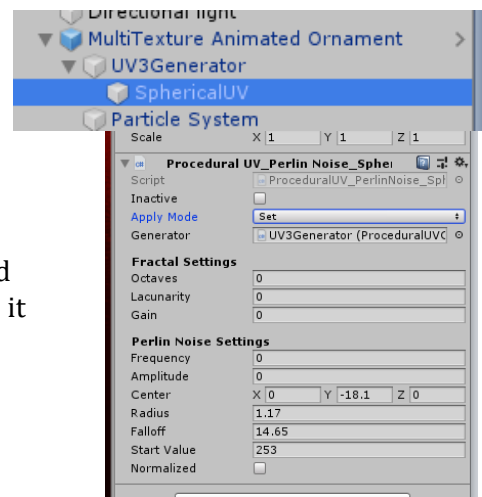 Directional light
MultiTexture Animated Ornament
UV3Generator
SphericalUV
Particle System
Scale X 1 Y 1 Z 1
Procedural UV_Perlin Noise_Spher
Script ProceduralUV_PerlinNoise_Sph
Inactive
Apply Mode Set
Generator UV3Generator (ProceduralUVG
Fractal Settings
Octaves 0
Lacunarity 0
Gain 0
Perlin Noise Settings
Frequency 0
Amplitude 0
Center X 0 Y -18.1 Z 0
Radius 1.17
Falloff 14.65
Start Value 253
Normalized
d
it